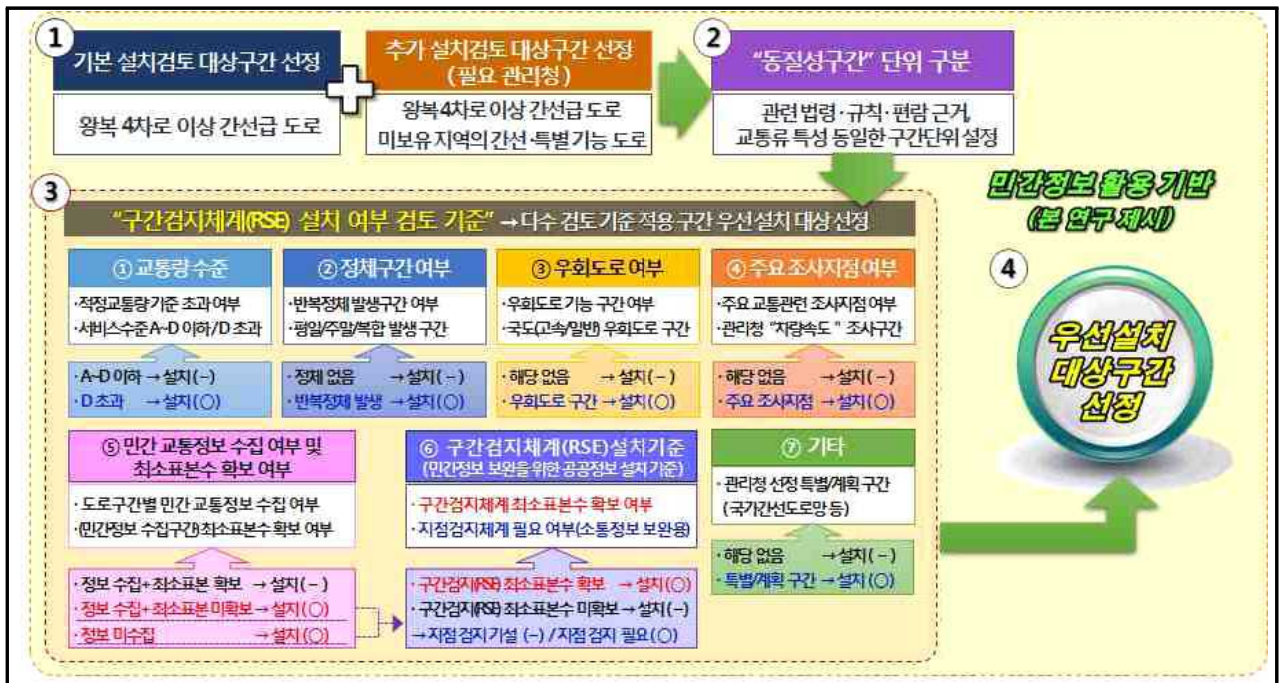 ①
기본 설치검토 대상구간 선정
왕복 4차로 이상 간선급 도로
추가 설치검토 대상구간 선정
(필요 관리청)
왕복 4차로 이상 간선급 도로
미보유 지역의 간선·특별 기능 도로
②
"동질성구간" 단위 구분
관련 법령·규칙·편람 근거,
교통류 특성 동일한 구간단위 설정
③
"구간검지체계(RSE) 설치 여부 검토 기준" → 다수 검토 기준 적용 구간 우선 설치 대상 선정
① 교통량 수준
·적정교통량 기준 초과 여부
·서비스수준 A~D 이하/D 초과
·A~D 이하 → 설치(-)
·D 초과 → 설치(○)
② 정체구간 여부
·반복정체 발생구간 여부
·평일/주말/복합 발생 구간
·정체 없음 → 설치(-)
·반복정체 발생 → 설치(○)
③ 우회도로 여부
·우회도로 기능 구간 여부
·국도(고속/일반) 우회도로 구간
·해당 없음 → 설치(-)
·우회도로 구간 → 설치(○)
④ 주요 조사지점 여부
·주요 교통관련 조사지점 여부
·관리청 "차량속도" 조사구간
·해당 없음 → 설치(-)
·주요 조사지점 → 설치(○)
⑤ 민간 교통정보 수집 여부 및
최소표본수 확보 여부
·도로구간별 민간 교통정보 수집 여부
·(민간정보 수집구간)최소표본수 확보 여부
·정보 수집+최소표본 확보 → 설치(-)
·정보 수집+최소표본 미확보 → 설치(○)
·정보 미수집 → 설치(○)
⑥ 구간검지체계(RSE)설치기준
(민간정보 보완을 위한 공공정보 설치 기준)
·구간검지체계 최소표본수 확보 여부
·지점검지체계 필요 여부(소통정보 보완용)
·구간검지(RSE) 최소표본수 확보 → 설치(○)
·구간검지(RSE) 최소표본수 미확보 → 설치(-)
→ 지점검지 기설 (-) / 지점검지 필요(○)
⑦ 기타
·관리청 선정 특별/계획 구간
(국가간선도로망 등)
·해당 없음 → 설치(-)
·특별/계획 구간 → 설치(○)
민간정보 활용 기반
(본 연구 제시)
④
우선설치
대상구간
선정